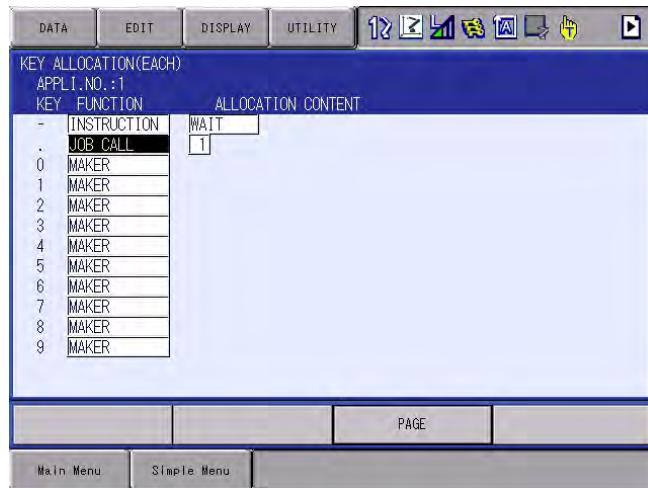 DATA EDIT DISPLAY UTILITY
KEY ALLOCATION(EACH)
APPLI.NO.:1
KEY FUNCTION ALLOCATION CONTENT
- INSTRUCTION WAIT
. JOB CALL 1
0 MAKER
1 MAKER
2 MAKER
3 MAKER
4 MAKER
5 MAKER
6 MAKER
7 MAKER
8 MAKER
9 MAKER
PAGE
Main Menu Simple Menu